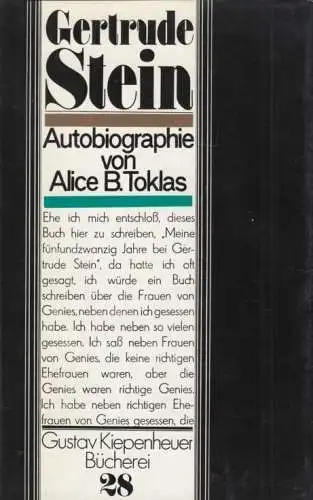 Gertrude
Stein
Autobiographie
von
Alice B. Toklas
Ehe ich mich entschloß, dieses
Buch hier zu schreiben, „Meine
fünfundzwanzig Jahre bei Ger-
trude Stein", da hatte ich oft
gesagt, ich würde ein Buch
schreiben über die Frauen von
Genies, neben denen ich gesessen
habe. Ich habe neben so vielen
gesessen. Ich saß neben Frauen
von Genies, die keine richtigen
Ehefrauen waren, aber die
Genies waren richtige Genies.
Ich habe neben richtigen Ehe-
frauen von Genies gesessen, die
Gustav Kiepenheuer
Bücherei
28